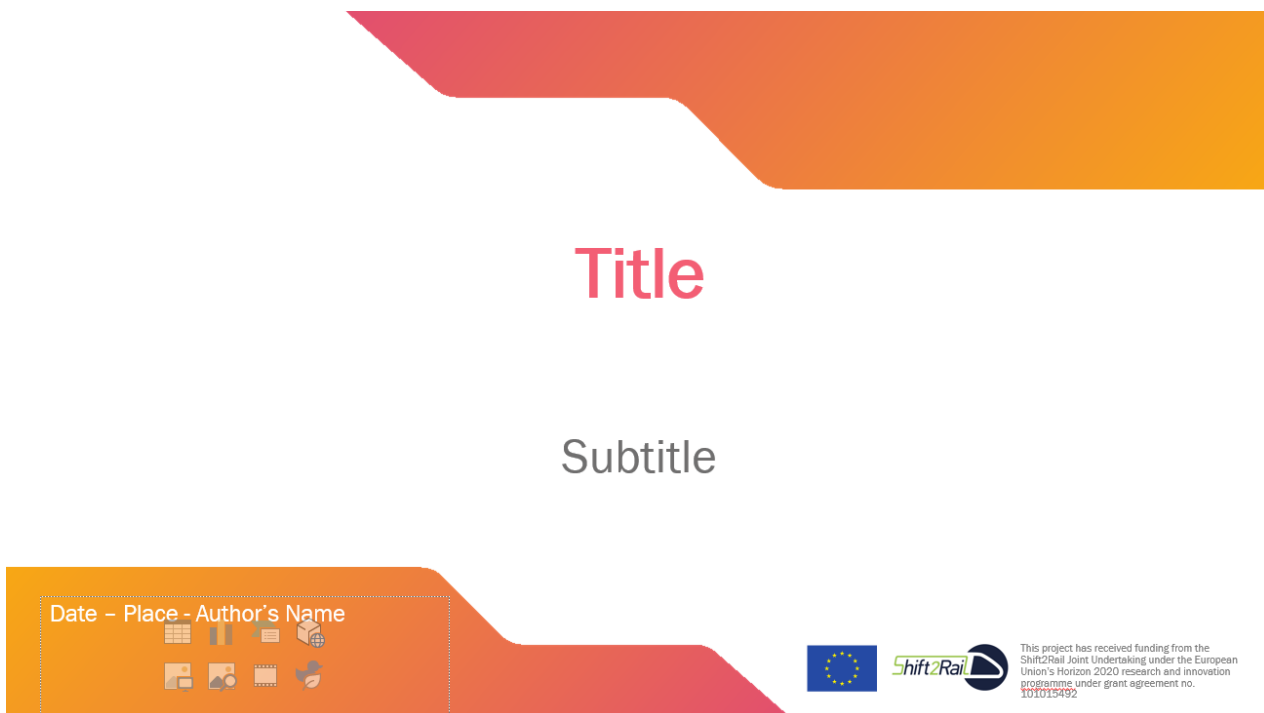 Title
Subtitle
Date – Place - Author's Name
Shift2Rail
This project has received funding from the
Shift2Rail Joint Undertaking under the European
Union's Horizon 2020 research and innovation
programme under grant agreement no.
101015492